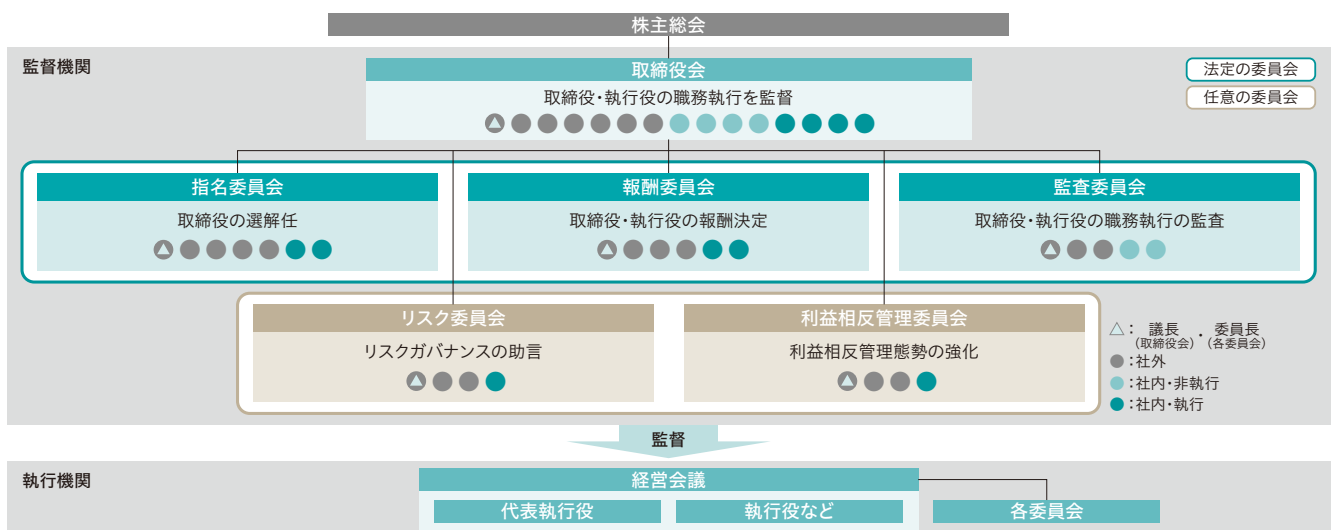 株主総会
監督機関
取締役会
取締役・執行役の職務執行を監督
法定の委員会
任意の委員会
指名委員会
取締役の選解任
報酬委員会
取締役・執行役の報酬決定
監査委員会
取締役・執行役の職務執行の監査
リスク委員会
リスクガバナンスの助言
利益相反管理委員会
利益相反管理態勢の強化
△： 議長 ・ 委員長
（取締役会） （各委員会）
●：社外
●：社内・非執行
●：社内・執行
監督
執行機関
経営会議
代表執行役
執行役など
各委員会